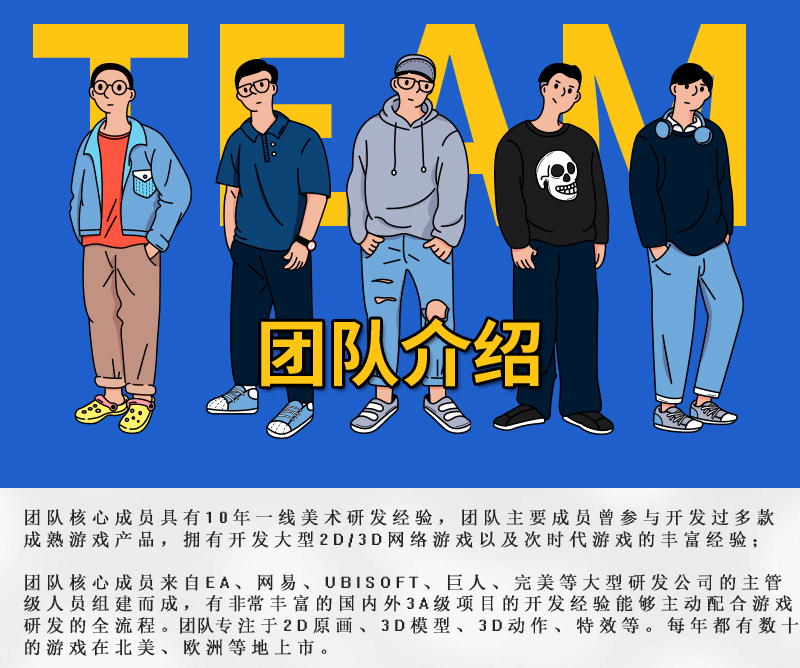 TEAM
团队介绍
团队核心成员具有10年一线美术研发经验，团队主要成员曾参与开发过多款
成熟游戏产品，拥有开发大型2D/3D网络游戏以及次时代游戏的丰富经验；
团队核心成员来自EA、网易、UBISOFT、巨人、完美等大型研发公司的主管
级人员组建而成，有非常丰富的国内外3A级项目的开发经验能够主动配合游戏
研发的全流程。团队专注于2D原画、3D模型、3D动作、特效等。每年都有数十
的游戏在北美、欧洲等地上市。